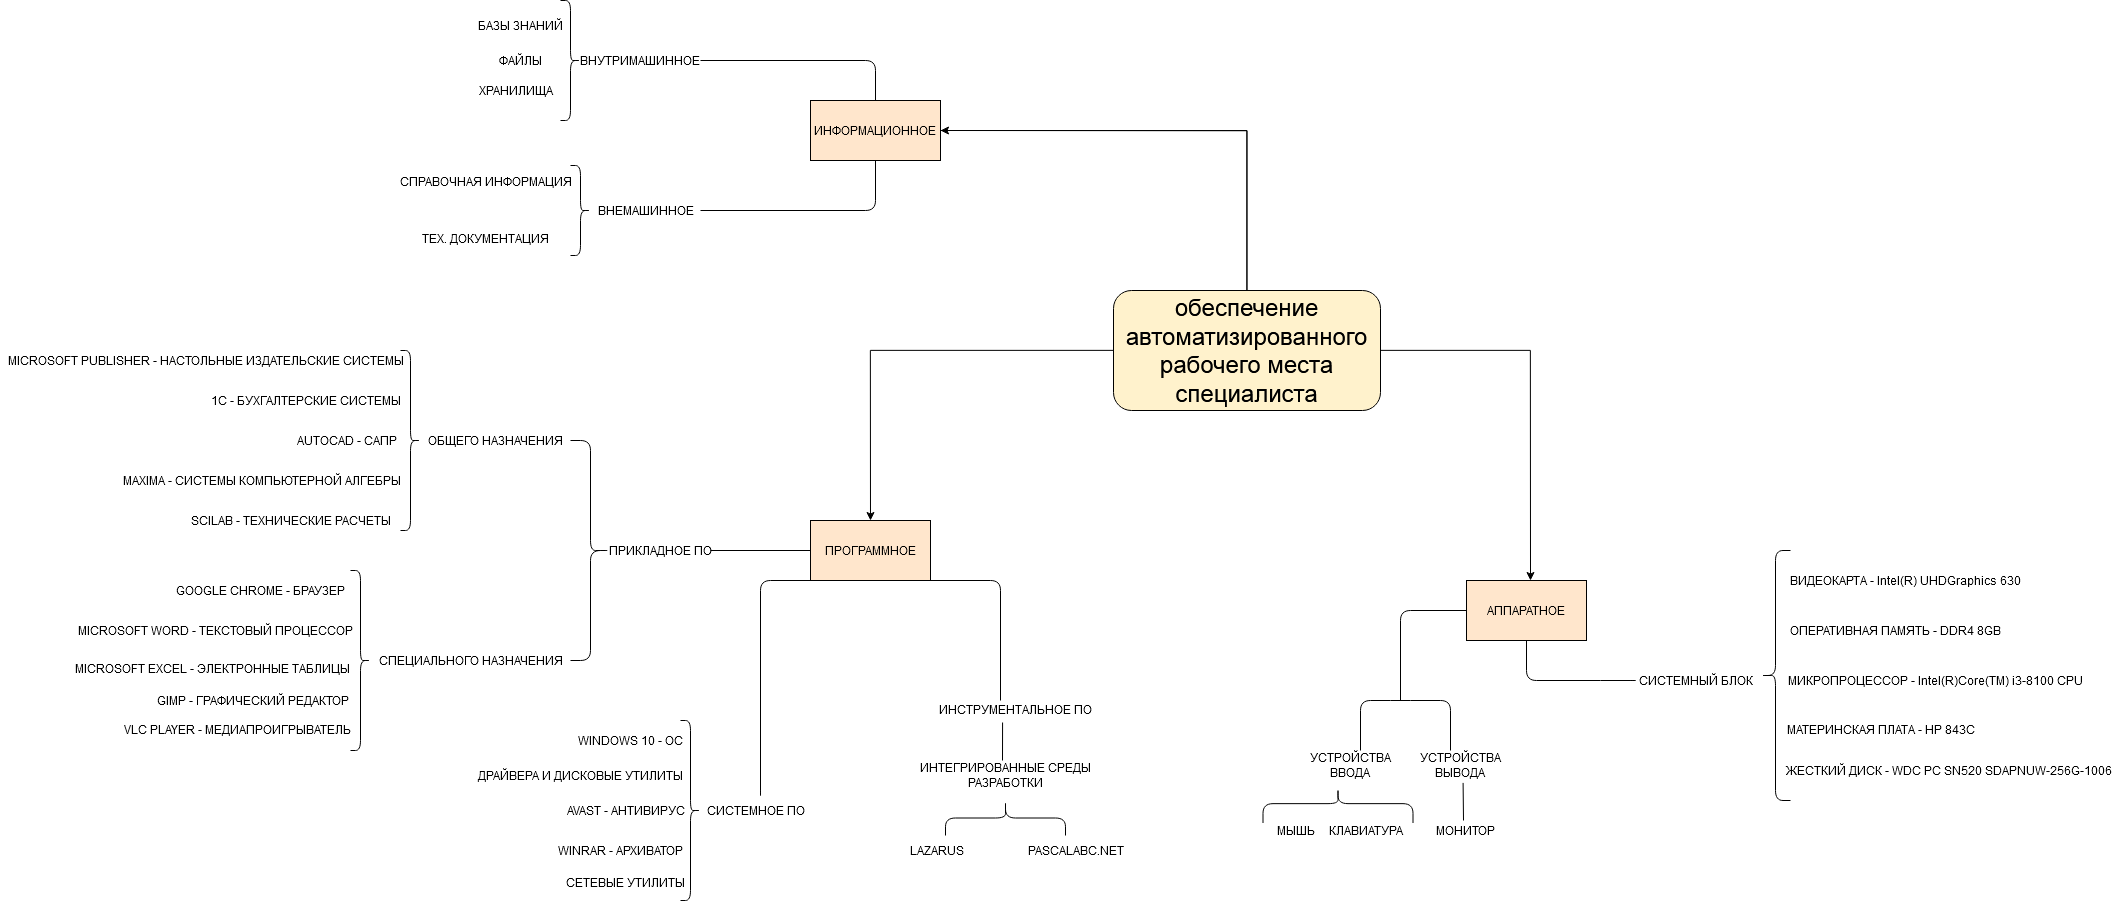 БАЗЫ ЗНАНИЙ
ФАЙЛЫ
ХРАНИЛИЩА
ВНУТРИМАШИННОЕ
ИНФОРМАЦИОННОЕ
СПРАВОЧНАЯ ИНФОРМАЦИЯ
ТЕХ. ДОКУМЕНТАЦИЯ
ВНЕМАШИННОЕ
обеспечение
автоматизированного
рабочего места
специалиста
MICROSOFT PUBLISHER - НАСТОЛЬНЫЕ ИЗДАТЕЛЬСКИЕ СИСТЕМЫ
1С - БУХГАЛТЕРСКИЕ СИСТЕМЫ
AUTOCAD - САПР
MAXIMA - СИСТЕМЫ КОМПЬЮТЕРНОЙ АЛГЕБРЫ
SCILAB - ТЕХНИЧЕСКИЕ РАСЧЕТЫ
ОБЩЕГО НАЗНАЧЕНИЯ
ПРИКЛАДНОЕ ПО
ПРОГРАММНОЕ
GOOGLE CHROME - БРАУЗЕР
MICROSOFT WORD - ТЕКСТОВЫЙ ПРОЦЕССОР
MICROSOFT EXCEL - ЭЛЕКТРОННЫЕ ТАБЛИЦЫ
GIMP - ГРАФИЧЕСКИЙ РЕДАКТОР
VLC PLAYER - МЕДИАПРОИГРЫВАТЕЛЬ
СПЕЦИАЛЬНОГО НАЗНАЧЕНИЯ
WINDOWS 10 - ОС
ДРАЙВЕРА И ДИСКОВЫЕ УТИЛИТЫ
AVAST - АНТИВИРУС
WINRAR - АРХИВАТОР
СЕТЕВЫЕ УТИЛИТЫ
СИСТЕМНОЕ ПО
ИНСТРУМЕНТАЛЬНОЕ ПО
ИНТЕГРИРОВАННЫЕ СРЕДЫ
РАЗРАБОТКИ
LAZARUS
PASCALABC.NET
АППАРАТНОЕ
УСТРОЙСТВА
ВВОДА
МЫШЬ
КЛАВИАТУРА
УСТРОЙСТВА
ВЫВОДА
МОНИТОР
СИСТЕМНЫЙ БЛОК
ВИДЕОКАРТА - Intel(R) UHDGraphics 630
ОПЕРАТИВНАЯ ПАМЯТЬ - DDR4 8GB
МИКРОПРОЦЕССОР - Intel(R)Core(TM) i3-8100 CPU
МАТЕРИНСКАЯ ПЛАТА - HP 843C
ЖЕСТКИЙ ДИСК - WDC PC SN520 SDAPNUW-256G-1006